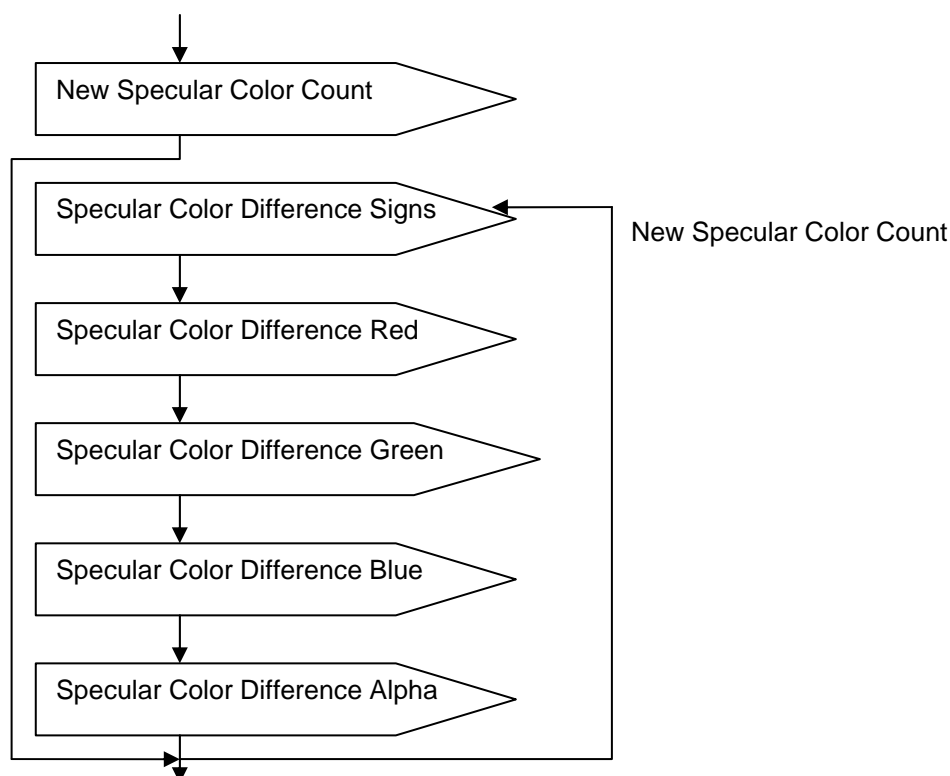 New Specular Color Count
Specular Color Difference Signs
New Specular Color Count
Specular Color Difference Red
Specular Color Difference Green
Specular Color Difference Blue
Specular Color Difference Alpha